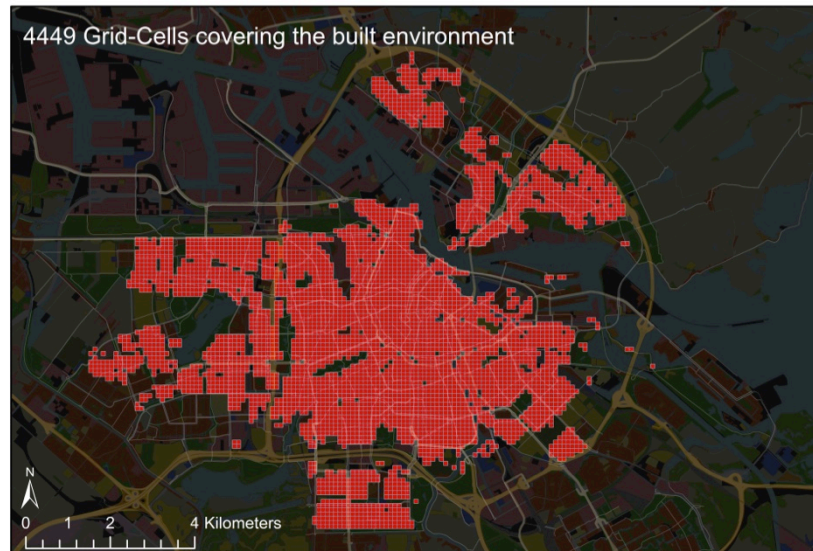 4449 Grid-Cells covering the built environment
N
0 1 2 4 Kilometers